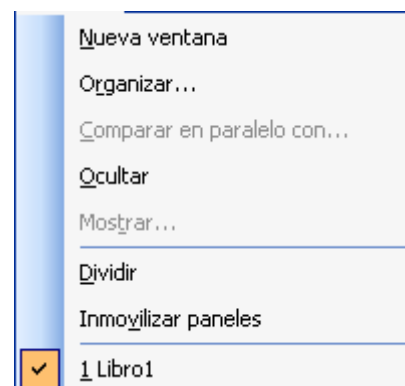 Nueva ventana
Organizar...
Comparar en paralelo con...
Ocultar
Mostrar...
Dividir
Inmovilizar paneles
1 Libro1